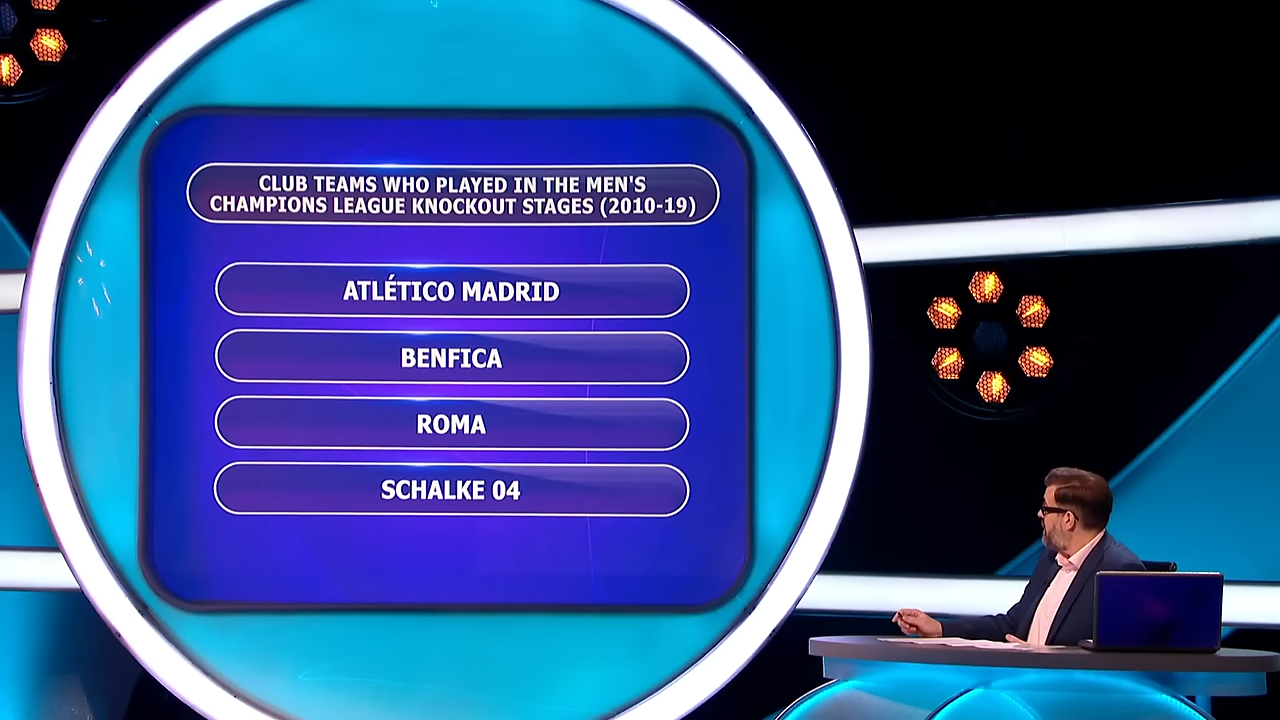 CLUB TEAMS WHO PLAYED IN THE MEN'S
CHAMPIONS LEAGUE KNOCKOUT STAGES (2010-19)
ATLÉTICO MADRID
BENFICA
ROMA
SCHALKE 04